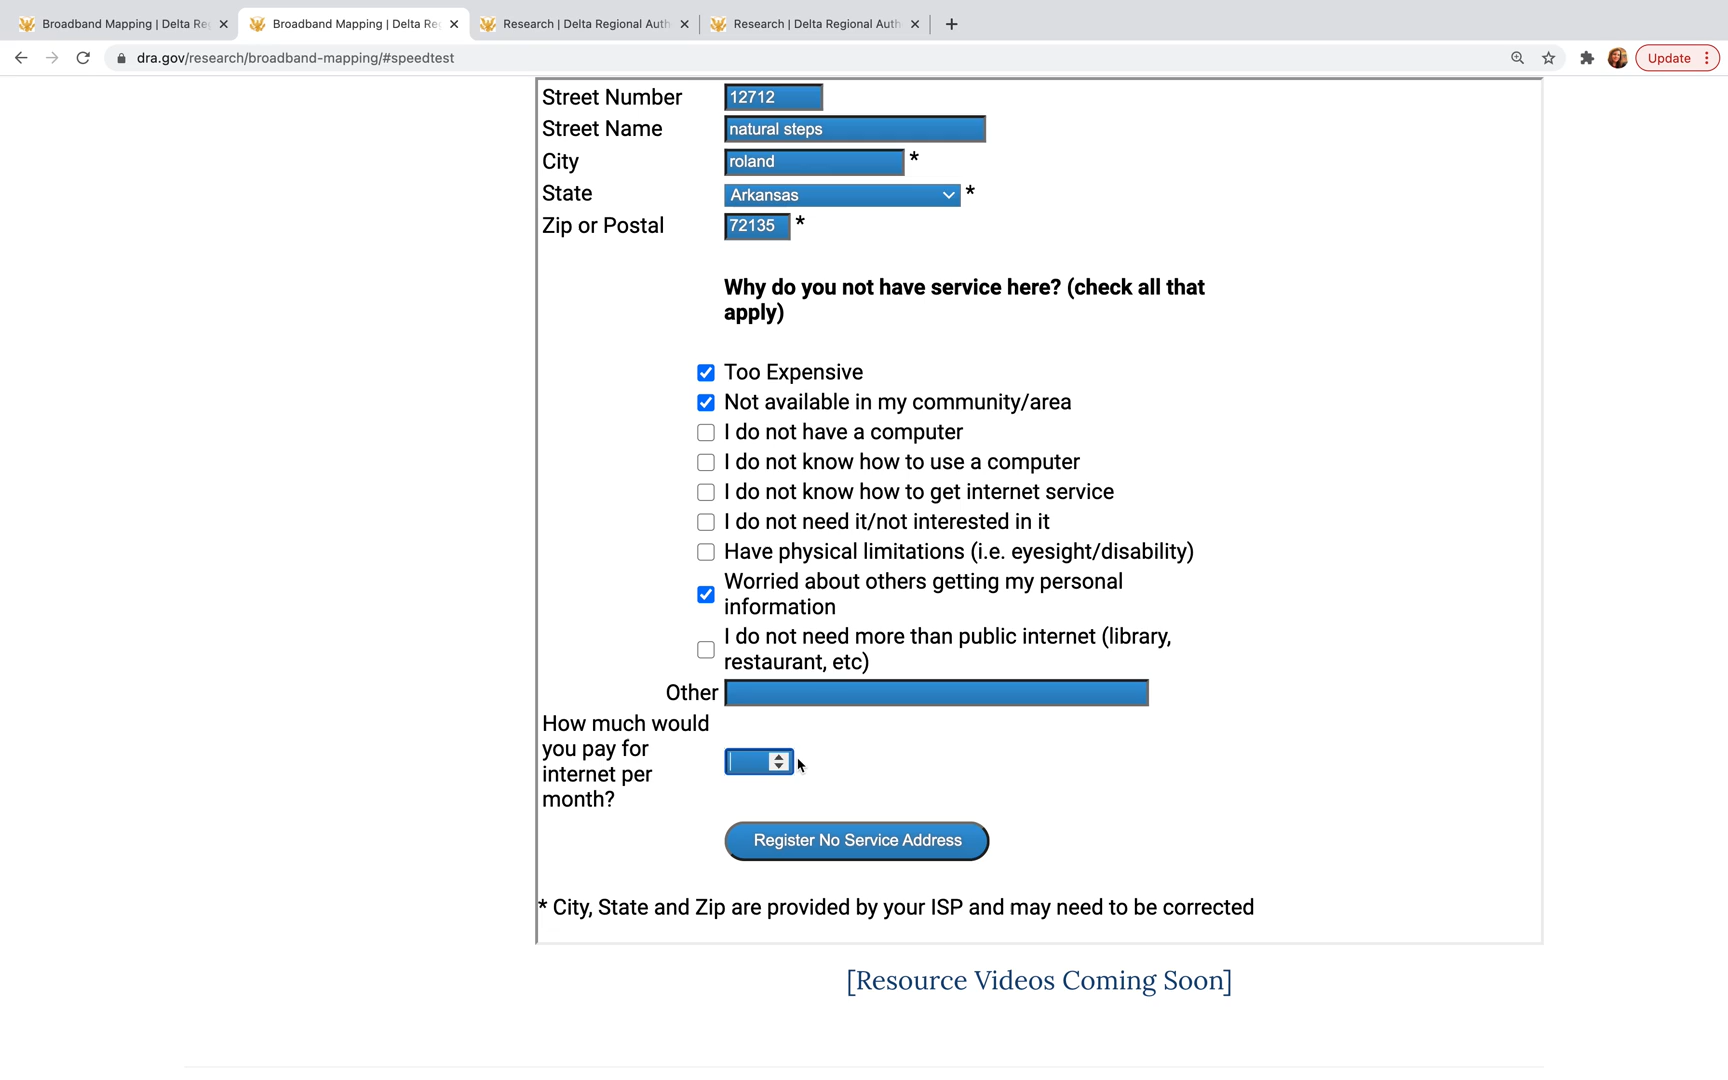 Broadband Mapping | Delta Re
Broadband Mapping | Delta Re
Research | Delta Regional Auth
Research | Delta Regional Auth
dra.gov/research/broadband-mapping/#speedtest
Update
Street Number 12712
Street Name natural steps
City roland *
State Arkansas *
Zip or Postal 72135 *
Why do you not have service here? (check all that
apply)
Too Expensive
Not available in my community/area
I do not have a computer
I do not know how to use a computer
I do not know how to get internet service
I do not need it/not interested in it
Have physical limitations (i.e. eyesight/disability)
Worried about others getting my personal
information
I do not need more than public internet (library,
restaurant, etc)
Other
How much would
you pay for
internet per
month?
Register No Service Address
* City, State and Zip are provided by your ISP and may need to be corrected
[Resource Videos Coming Soon]